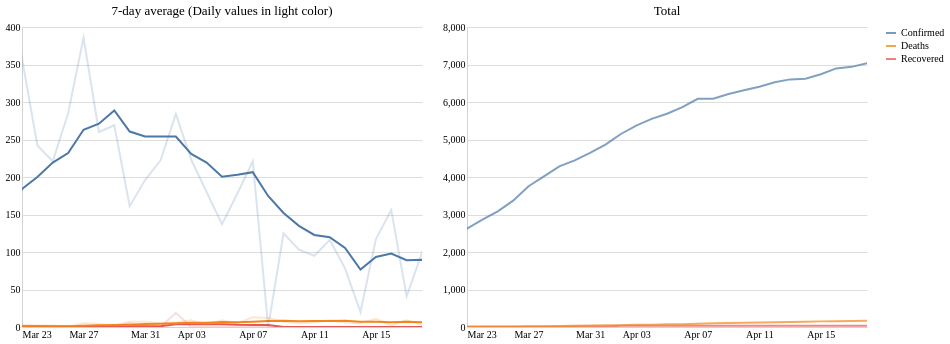 7-day average (Daily values in light color)
400
350
300
250
200
150
100
50
0
Mar 23 Mar 27 Mar 31 Apr 03 Apr 07 Apr 11 Apr 15
Total
8,000
7,000
6,000
5,000
4,000
3,000
2,000
1,000
0
Mar 23 Mar 27 Mar 31 Apr 03 Apr 07 Apr 11 Apr 15
Confirmed
Deaths
Recovered